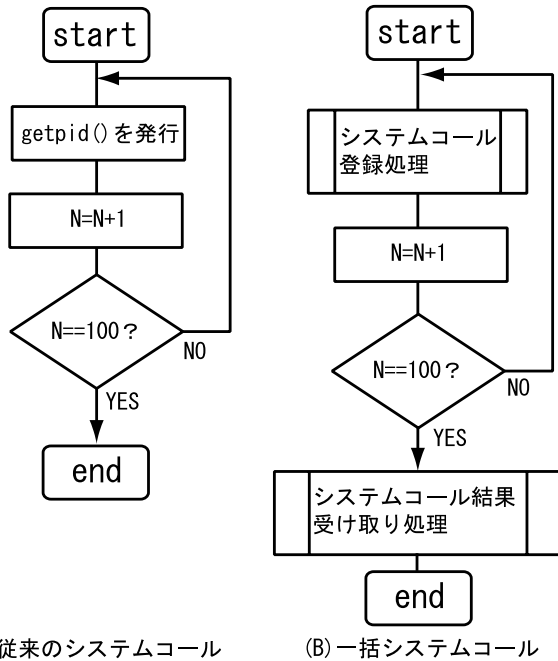 start
getpid()を発行
N=N+1
N==100?
NO
YES
end
従来のシステムコール
start
システムコール
登録処理
N=N+1
N==100?
NO
YES
システムコール結果
受け取り処理
end
(B)一括システムコール